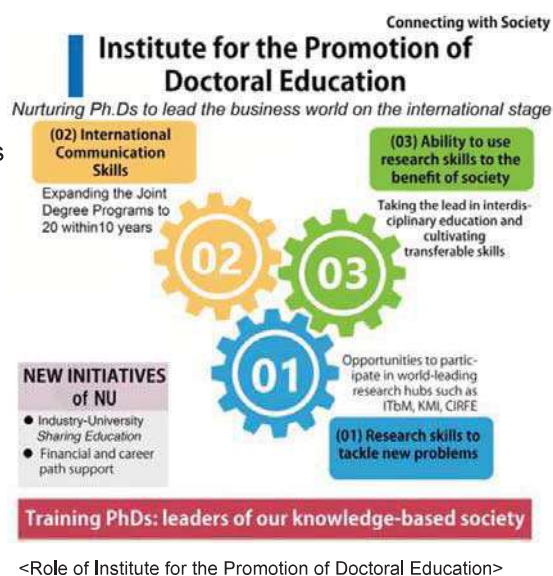 Connecting with Society
Institute for the Promotion of
Doctoral Education
Nurturing Ph.Ds to lead the business world on the international stage
s
(02) International
Communication
Skills
Expanding the Joint
Degree Programs to
20 within10 years
(03) Ability to use
research skills to the
benefit of society
Taking the lead in interdis-
ciplinary education and
cultivating
transferable skills
02
03
01
Opportunities to partic-
ipate in world-leading
research hubs such as
ITbM, KMI, CIRFE
(01) Research skills to
tackle new problems
NEW INITIATIVES
of NU
● Industry-University
Sharing Education
● Financial and career
path support
Training PhDs: leaders of our knowledge-based society
<Role of Institute for the Promotion of Doctoral Education>